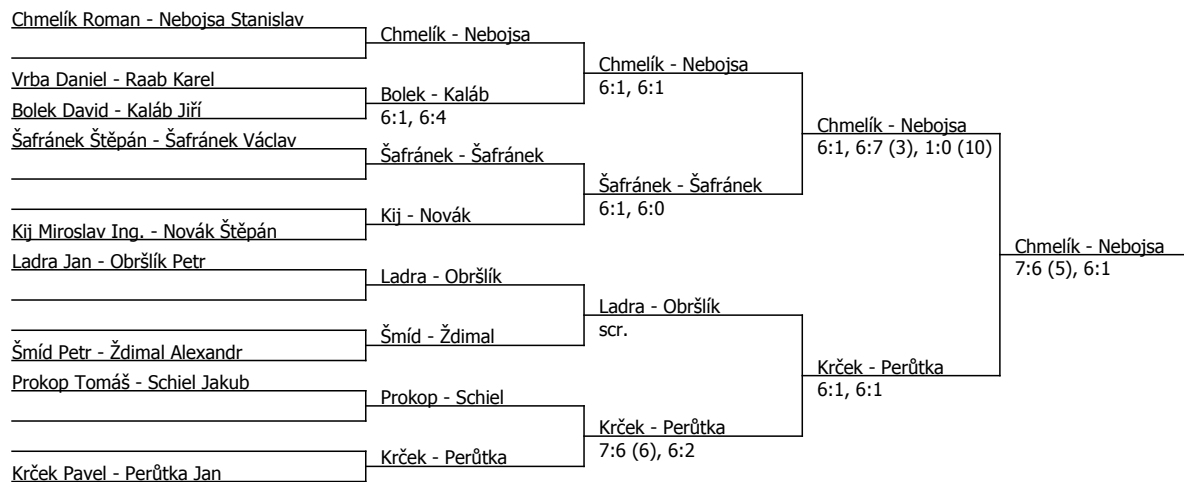 Chmelík Roman - Nebojsa Stanislav
Vrba Daniel - Raab Karel
Bolek David - Kaláb Jiří
Šafránek Štěpán - Šafránek Václav
Kij Miroslav Ing. - Novák Štěpán
Ladra Jan - Obršlík Petr
Šmíd Petr - Ždimal Alexandr
Prokop Tomáš - Schiel Jakub
Krček Pavel - Perůtka Jan
Chmelík - Nebojsa
Bolek - Kaláb
6:1, 6:4
Šafránek - Šafránek
Kij - Novák
Ladra - Obršlík
Šmíd - Ždimal
Prokop - Schiel
Krček - Perůtka
Chmelík - Nebojsa
6:1, 6:1
Šafránek - Šafránek
6:1, 6:0
Ladra - Obršlík
scr.
Krček - Perůtka
7:6 (6), 6:2
Chmelík - Nebojsa
6:1, 6:7 (3), 1:0 (10)
Krček - Perůtka
6:1, 6:1
Chmelík - Nebojsa
7:6 (5), 6:1